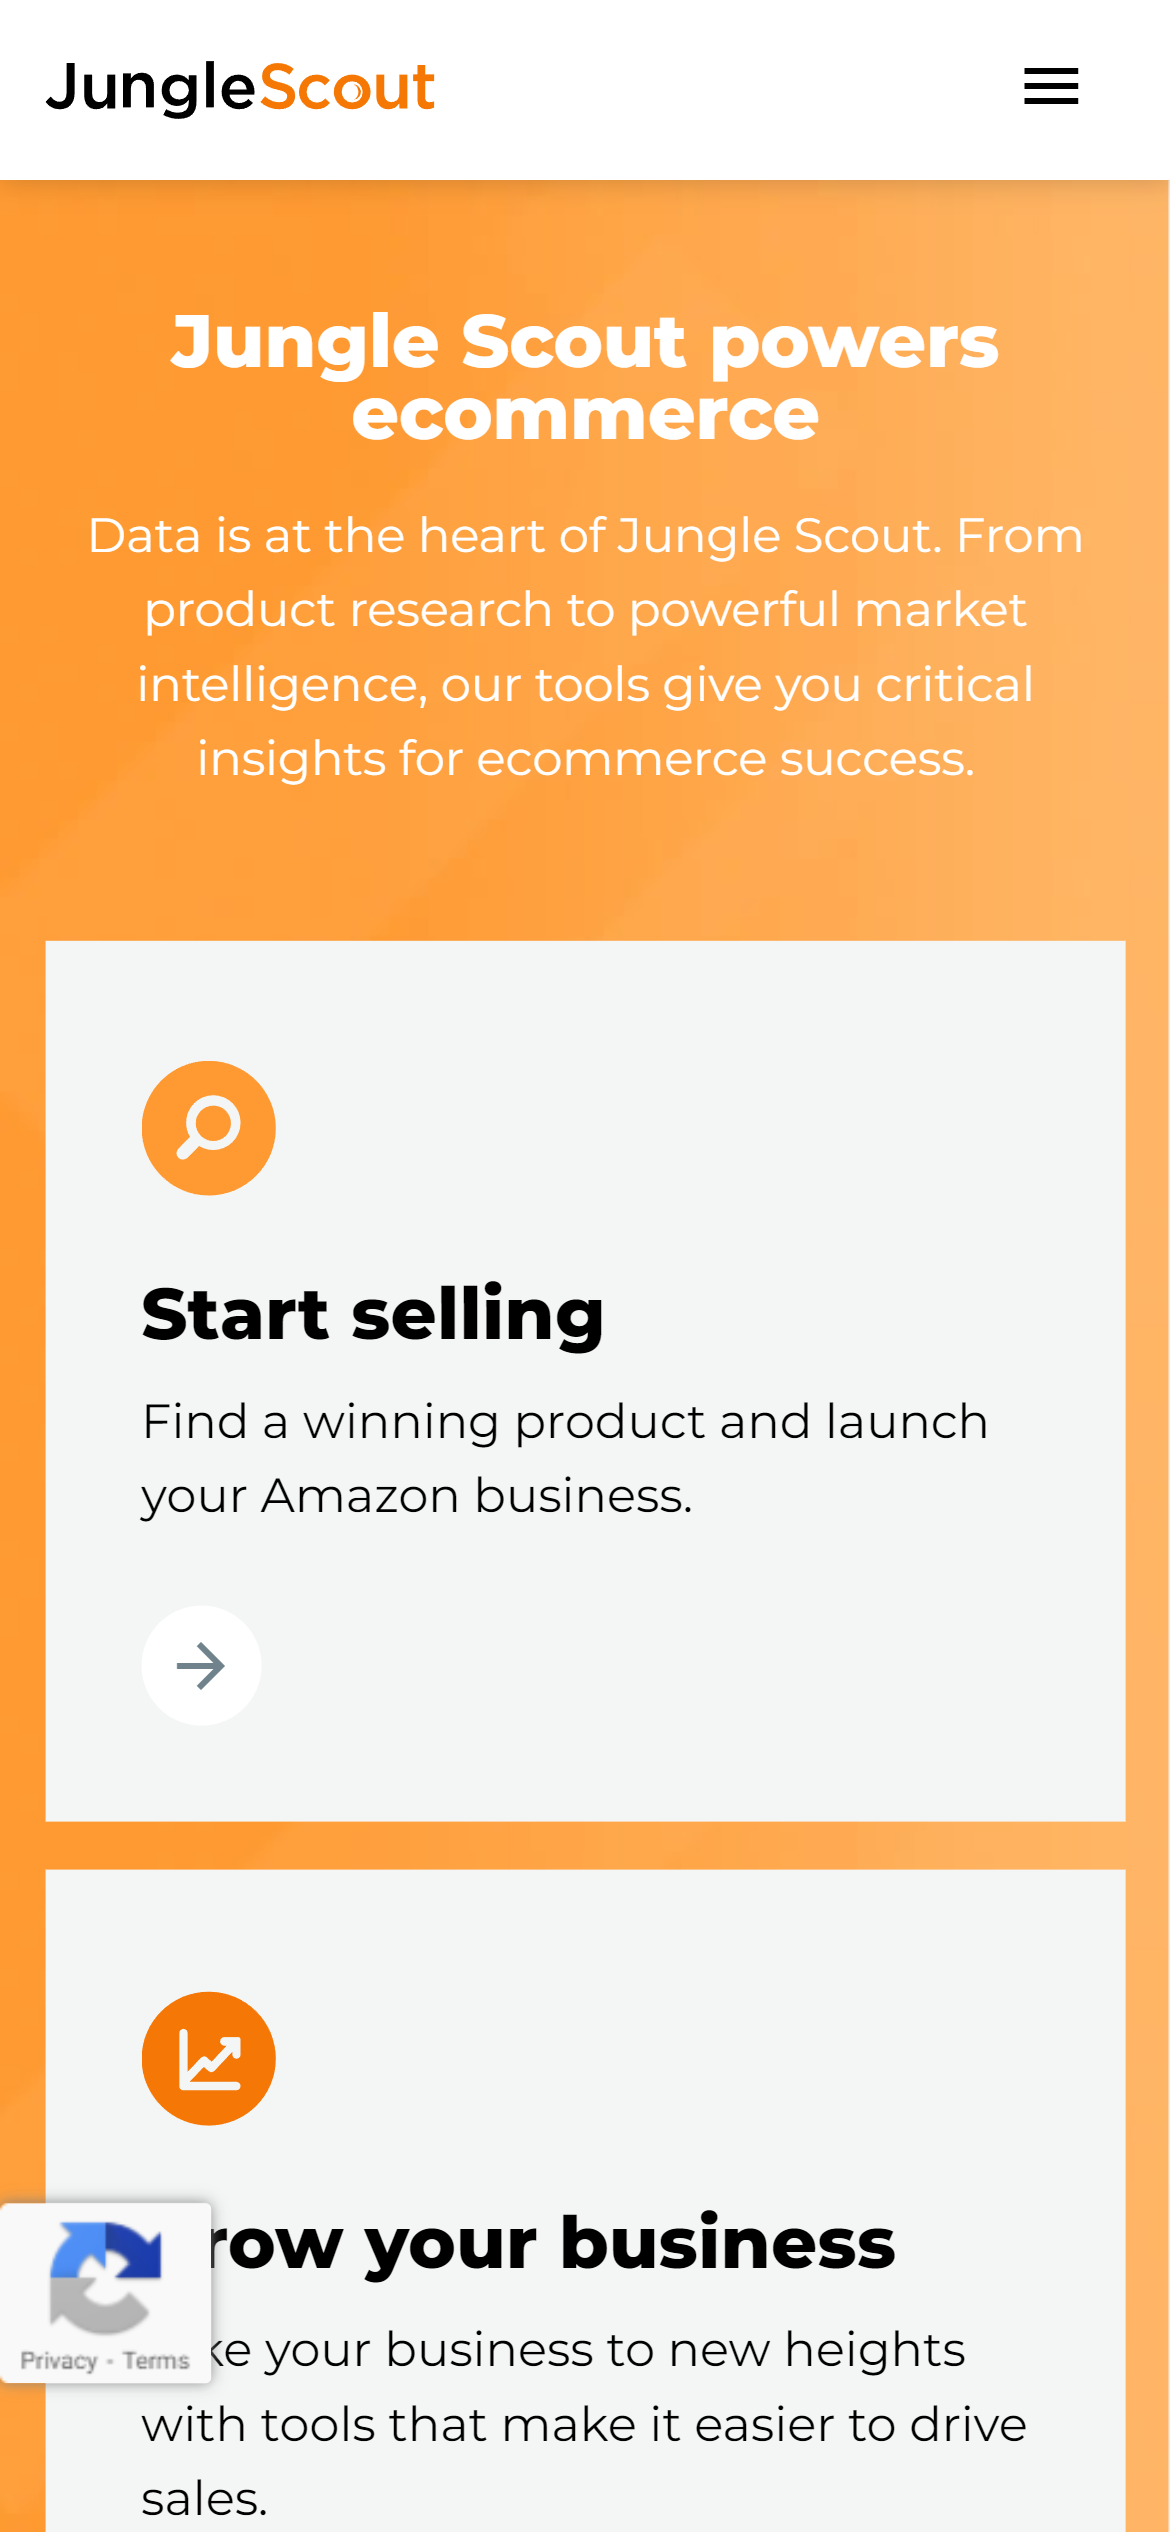 JungleScout
Jungle Scout powers
ecommerce
Data is at the heart of Jungle Scout. From
product research to powerful market
intelligence, our tools give you critical
insights for ecommerce success.
Start selling
Find a winning product and launch
your Amazon business.
row your business
ke your business to new heights
with tools that make it easier to drive
sales.
Privacy - Terms